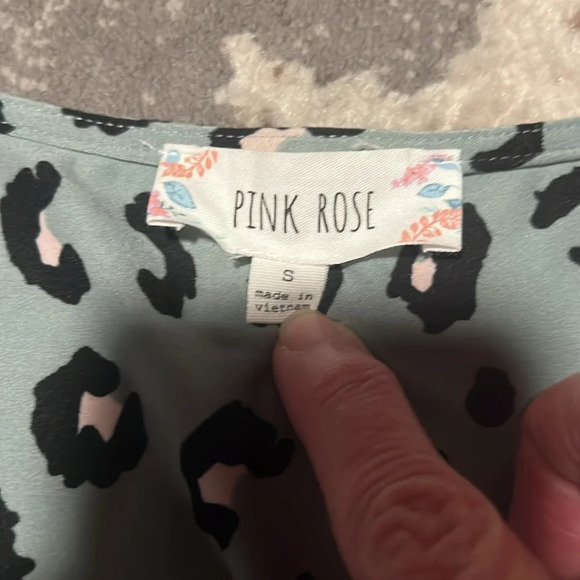 PINK ROSE
S
made in
vietnam